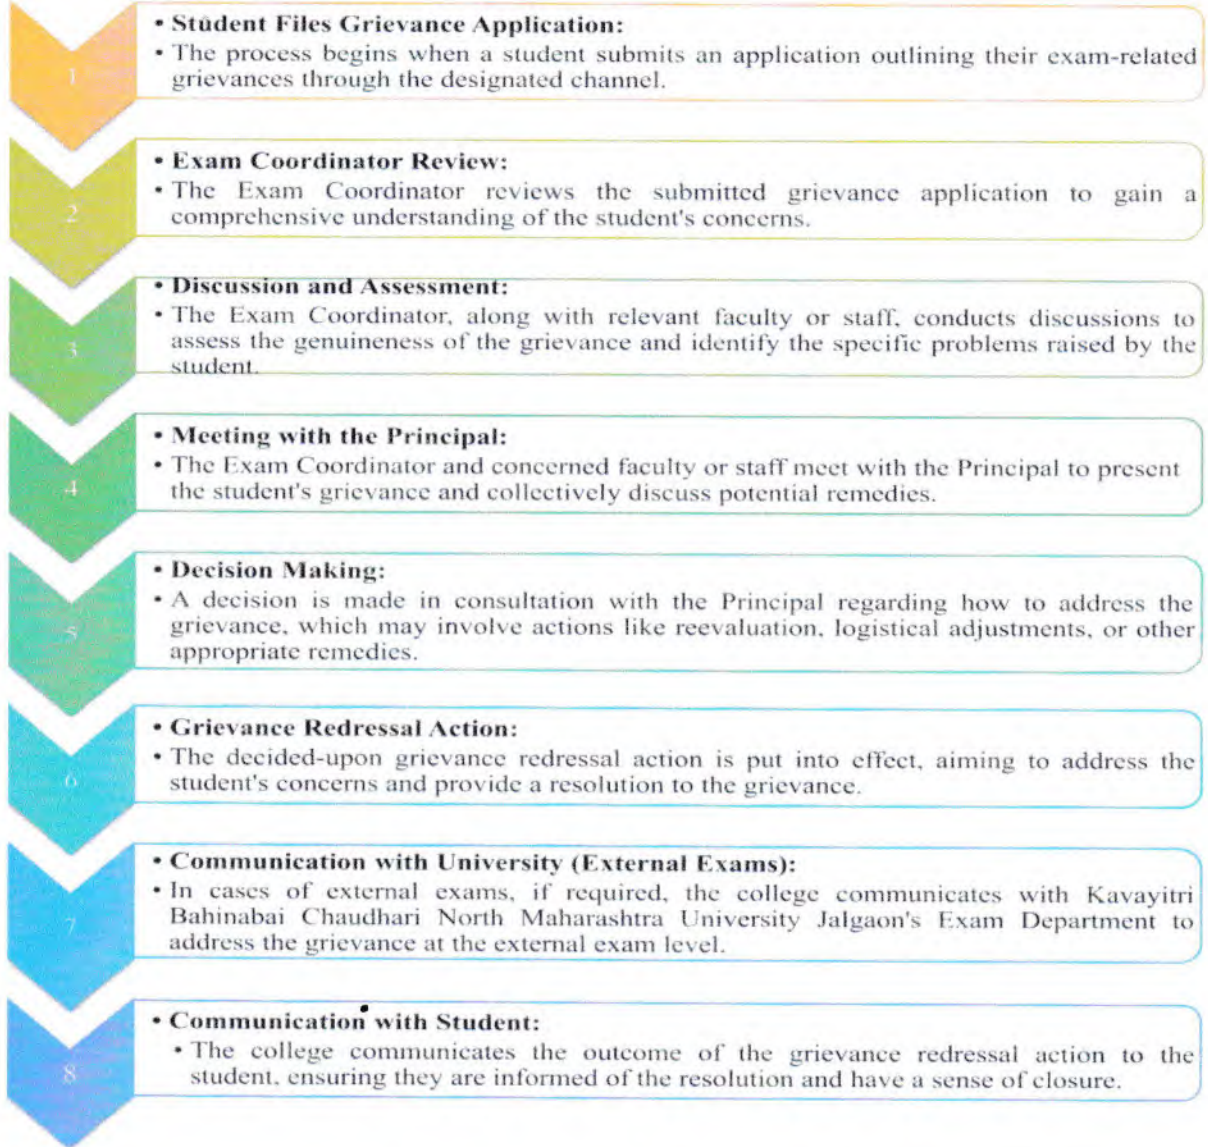 • Student Files Grievance Application:
1
• The process begins when a student submits an application outlining their exam-related
grievances through the designated channel.
• Exam Coordinator Review:
2
• The Exam Coordinator reviews the submitted grievance application to gain a
comprehensive understanding of the student's concerns.
• Discussion and Assessment:
3
• The Exam Coordinator, along with relevant faculty or staff, conducts discussions to
assess the genuineness of the grievance and identify the specific problems raised by the
student.
• Meeting with the Principal:
4
• The Exam Coordinator and concerned faculty or staff meet with the Principal to present
the student's grievance and collectively discuss potential remedies.
• Decision Making:
5
• A decision is made in consultation with the Principal regarding how to address the
grievance, which may involve actions like reevaluation, logistical adjustments, or other
appropriate remedies.
• Grievance Redressal Action:
6
• The decided-upon grievance redressal action is put into effect, aiming to address the
student's concerns and provide a resolution to the grievance.
• Communication with University (External Exams):
7
• In cases of external exams, if required, the college communicates with Kavayitri
Bahinabai Chaudhari North Maharashtra University Jalgaon's Exam Department to
address the grievance at the external exam level.
• Communication with Student:
8
• The college communicates the outcome of the grievance redressal action to the
student, ensuring they are informed of the resolution and have a sense of closure.